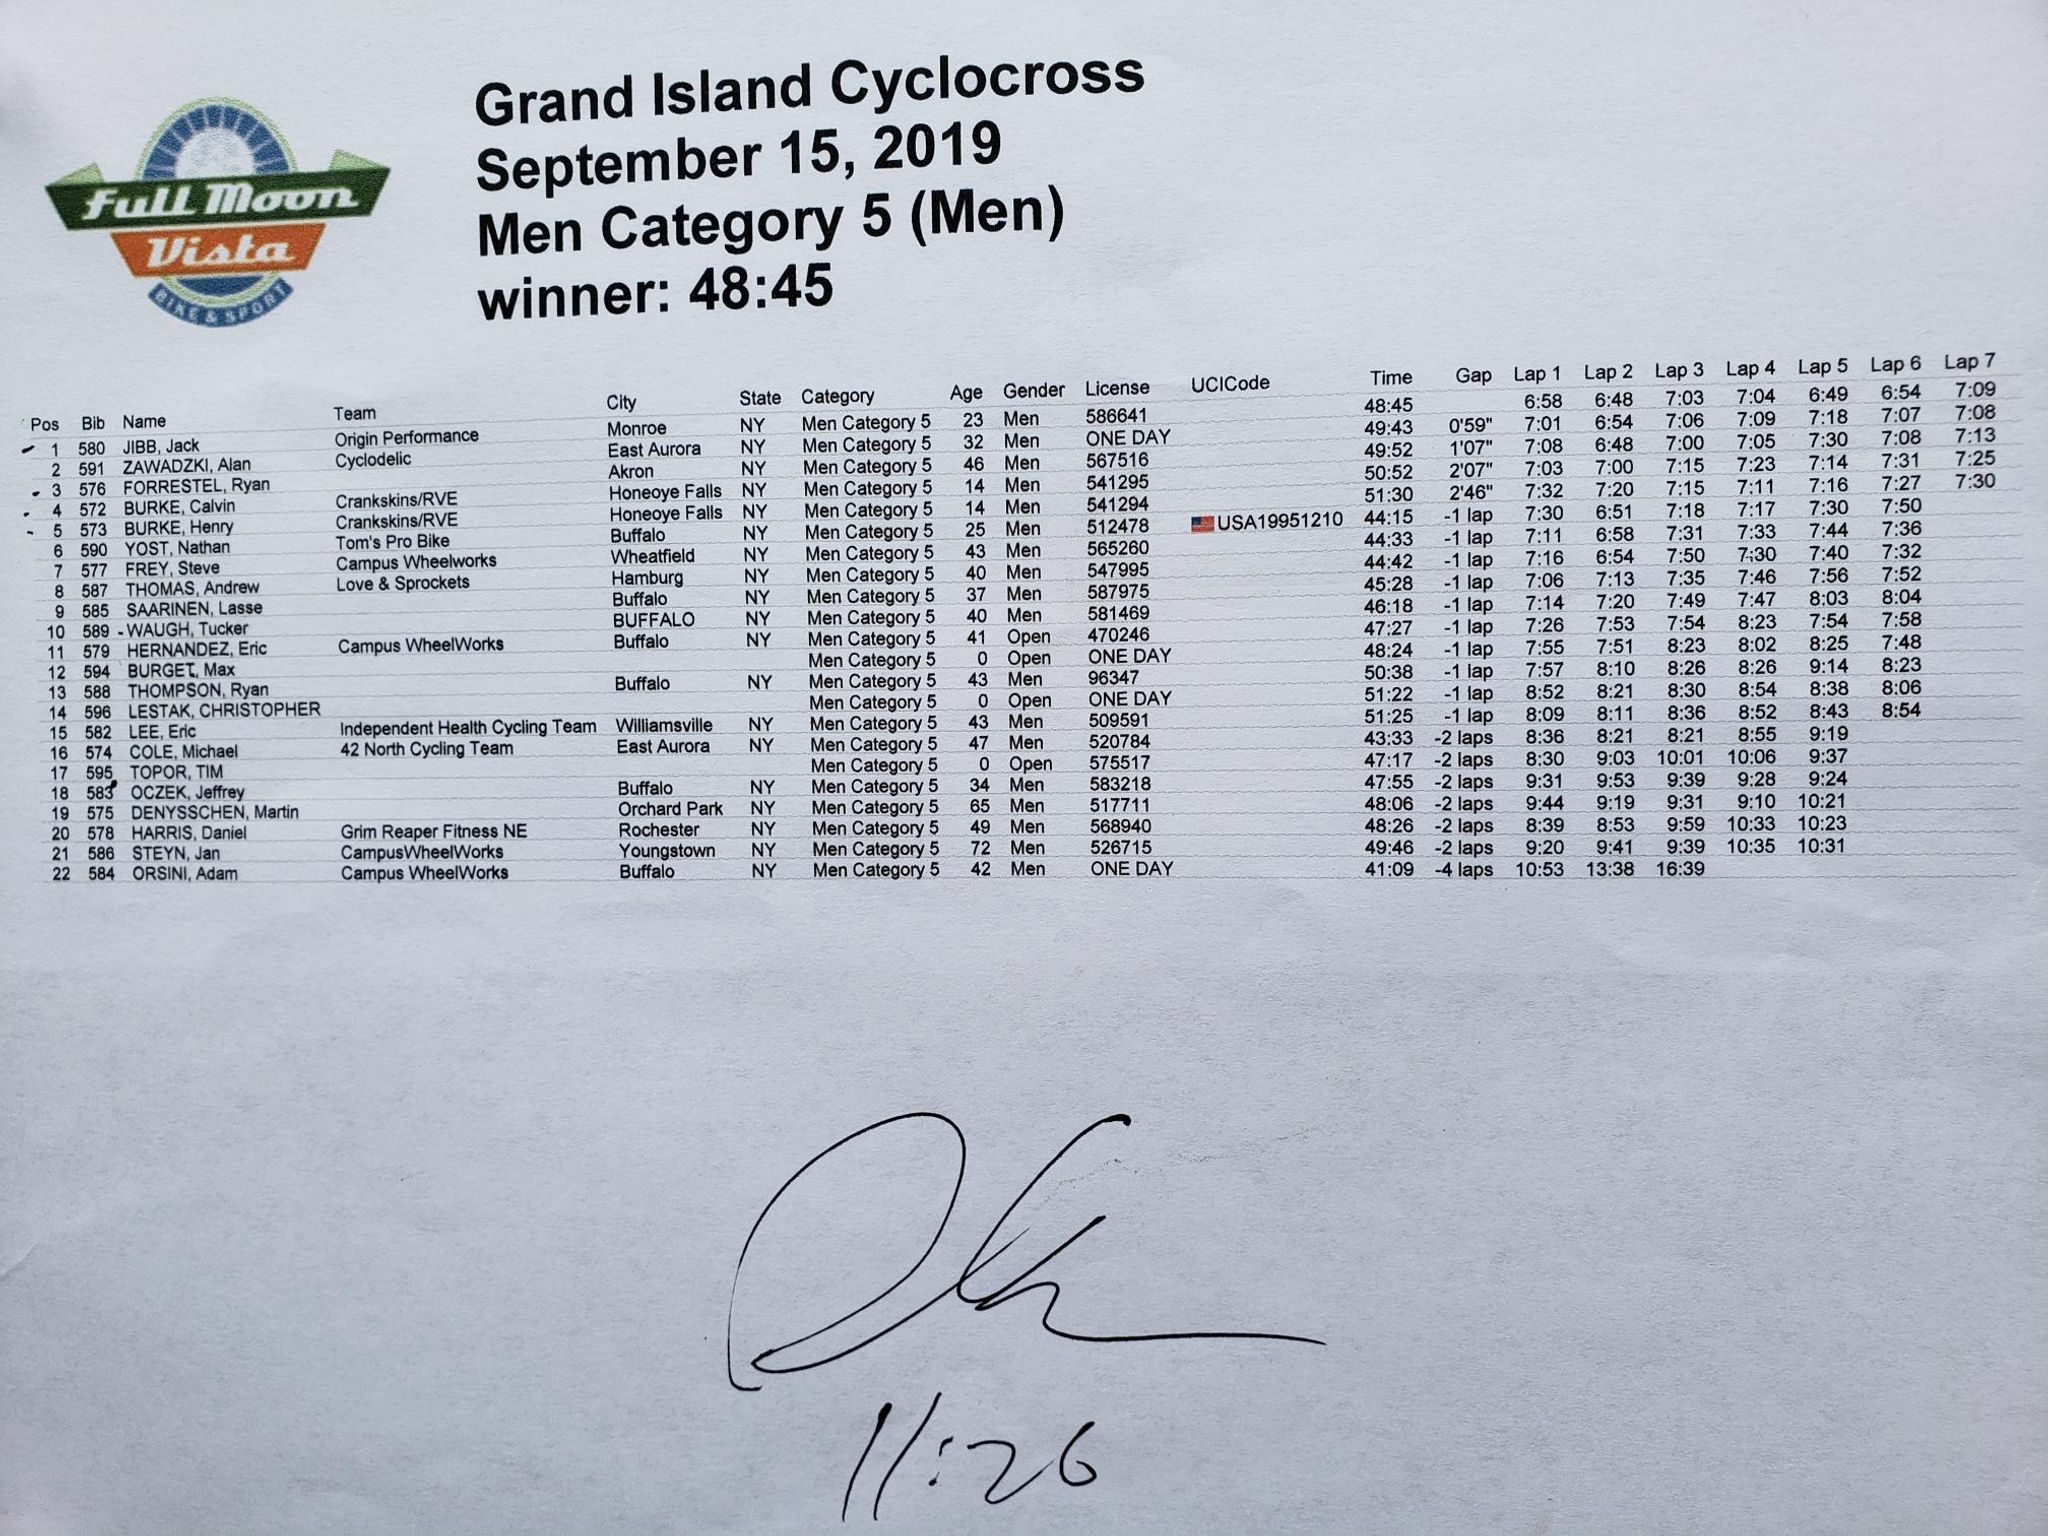 Full Moon
Vista
BIKE & SPORT
Grand Island Cyclocross
September 15, 2019
Men Category 5 (Men)
winner: 48:45
Pos Bib Name Team City State Category Age Gender License UCICode Time Gap Lap 1 Lap 2 Lap 3 Lap 4 Lap 5 Lap 6 Lap 7
1 580 JIBB, Jack Origin Performance Monroe NY Men Category 5 23 Men 586641 48:45 6:58 6:48 7:03 7:04 6:49 6:54 7:09
2 591 ZAWADZKI, Alan Cyclodelic East Aurora NY Men Category 5 32 Men ONE DAY 49:43 0'59" 7:01 6:54 7:06 7:09 7:18 7:07 7:08
3 576 FORRESTEL, Ryan Akron NY Men Category 5 46 Men 567516 49:52 1'07" 7:08 6:48 7:00 7:05 7:30 7:08 7:13
4 572 BURKE, Calvin Crankskins/RVE Honeoye Falls NY Men Category 5 14 Men 541295 50:52 2'07" 7:03 7:00 7:15 7:23 7:14 7:31 7:25
5 573 BURKE, Henry Crankskins/RVE Honeoye Falls NY Men Category 5 14 Men 541294 51:30 2'46" 7:32 7:20 7:15 7:11 7:16 7:27 7:30
6 590 YOST, Nathan Tom's Pro Bike Buffalo NY Men Category 5 25 Men 512478 USA19951210 44:15 -1 lap 7:30 6:51 7:18 7:17 7:30 7:50
7 577 FREY, Steve Campus Wheelworks Wheatfield NY Men Category 5 43 Men 565260 44:33 -1 lap 7:11 6:58 7:31 7:33 7:44 7:36
8 587 THOMAS, Andrew Love & Sprockets Hamburg NY Men Category 5 40 Men 547995 44:42 -1 lap 7:16 6:54 7:50 7:30 7:40 7:32
9 585 SAARINEN, Lasse Buffalo NY Men Category 5 37 Men 587975 45:28 -1 lap 7:06 7:13 7:35 7:46 7:56 7:52
10 589 WAUGH, Tucker BUFFALO NY Men Category 5 40 Men 581469 46:18 -1 lap 7:14 7:20 7:49 7:47 8:03 8:04
11 579 HERNANDEZ, Eric Campus WheelWorks Buffalo NY Men Category 5 41 Open 470246 47:27 -1 lap 7:26 7:53 7:54 8:23 7:54 7:58
12 594 BURGET, Max Men Category 5 0 Open ONE DAY 48:24 -1 lap 7:55 7:51 8:23 8:02 8:25 7:48
13 588 THOMPSON, Ryan Buffalo NY Men Category 5 43 Men 96347 50:38 -1 lap 7:57 8:10 8:26 8:26 9:14 8:23
14 596 LESTAK, CHRISTOPHER Men Category 5 0 Open ONE DAY 51:22 -1 lap 8:52 8:21 8:30 8:54 8:38 8:06
15 582 LEE, Eric Independent Health Cycling Team Williamsville NY Men Category 5 43 Men 509591 51:25 -1 lap 8:09 8:11 8:36 8:52 8:43 8:54
16 574 COLE, Michael 42 North Cycling Team East Aurora NY Men Category 5 47 Men 520784 43:33 -2 laps 8:36 8:21 8:21 8:55 9:19
17 595 TOPOR, TIM Men Category 5 0 Open 575517 47:17 -2 laps 8:30 9:03 10:01 10:06 9:37
18 583 OCZEK, Jeffrey Buffalo NY Men Category 5 34 Men 583218 47:55 -2 laps 9:31 9:53 9:39 9:28 9:24
19 575 DENYSSCHEN, Martin Orchard Park NY Men Category 5 65 Men 517711 48:06 -2 laps 9:44 9:19 9:31 9:10 10:21
20 578 HARRIS, Daniel Grim Reaper Fitness NE Rochester NY Men Category 5 49 Men 568940 48:26 -2 laps 8:39 8:53 9:59 10:33 10:23
21 586 STEYN, Jan CampusWheelWorks Youngstown NY Men Category 5 72 Men 526715 49:46 -2 laps 9:20 9:41 9:39 10:35 10:31
22 584 ORSINI, Adam Campus WheelWorks Buffalo NY Men Category 5 42 Men ONE DAY 41:09 -4 laps 10:53 13:38 16:39
11:26